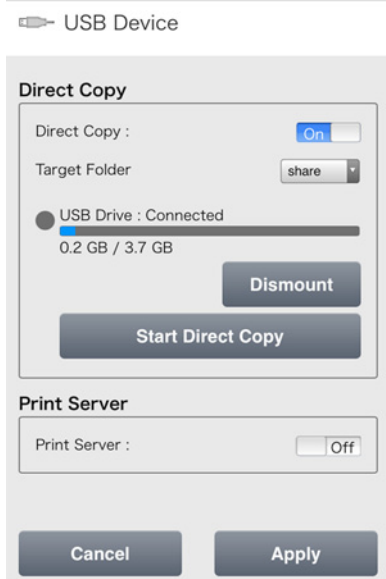 USB Device
Direct Copy
Direct Copy :
On
Target Folder
share
USB Drive : Connected
0.2 GB / 3.7 GB
Dismount
Start Direct Copy
Print Server
Print Server :
Off
Cancel
Apply